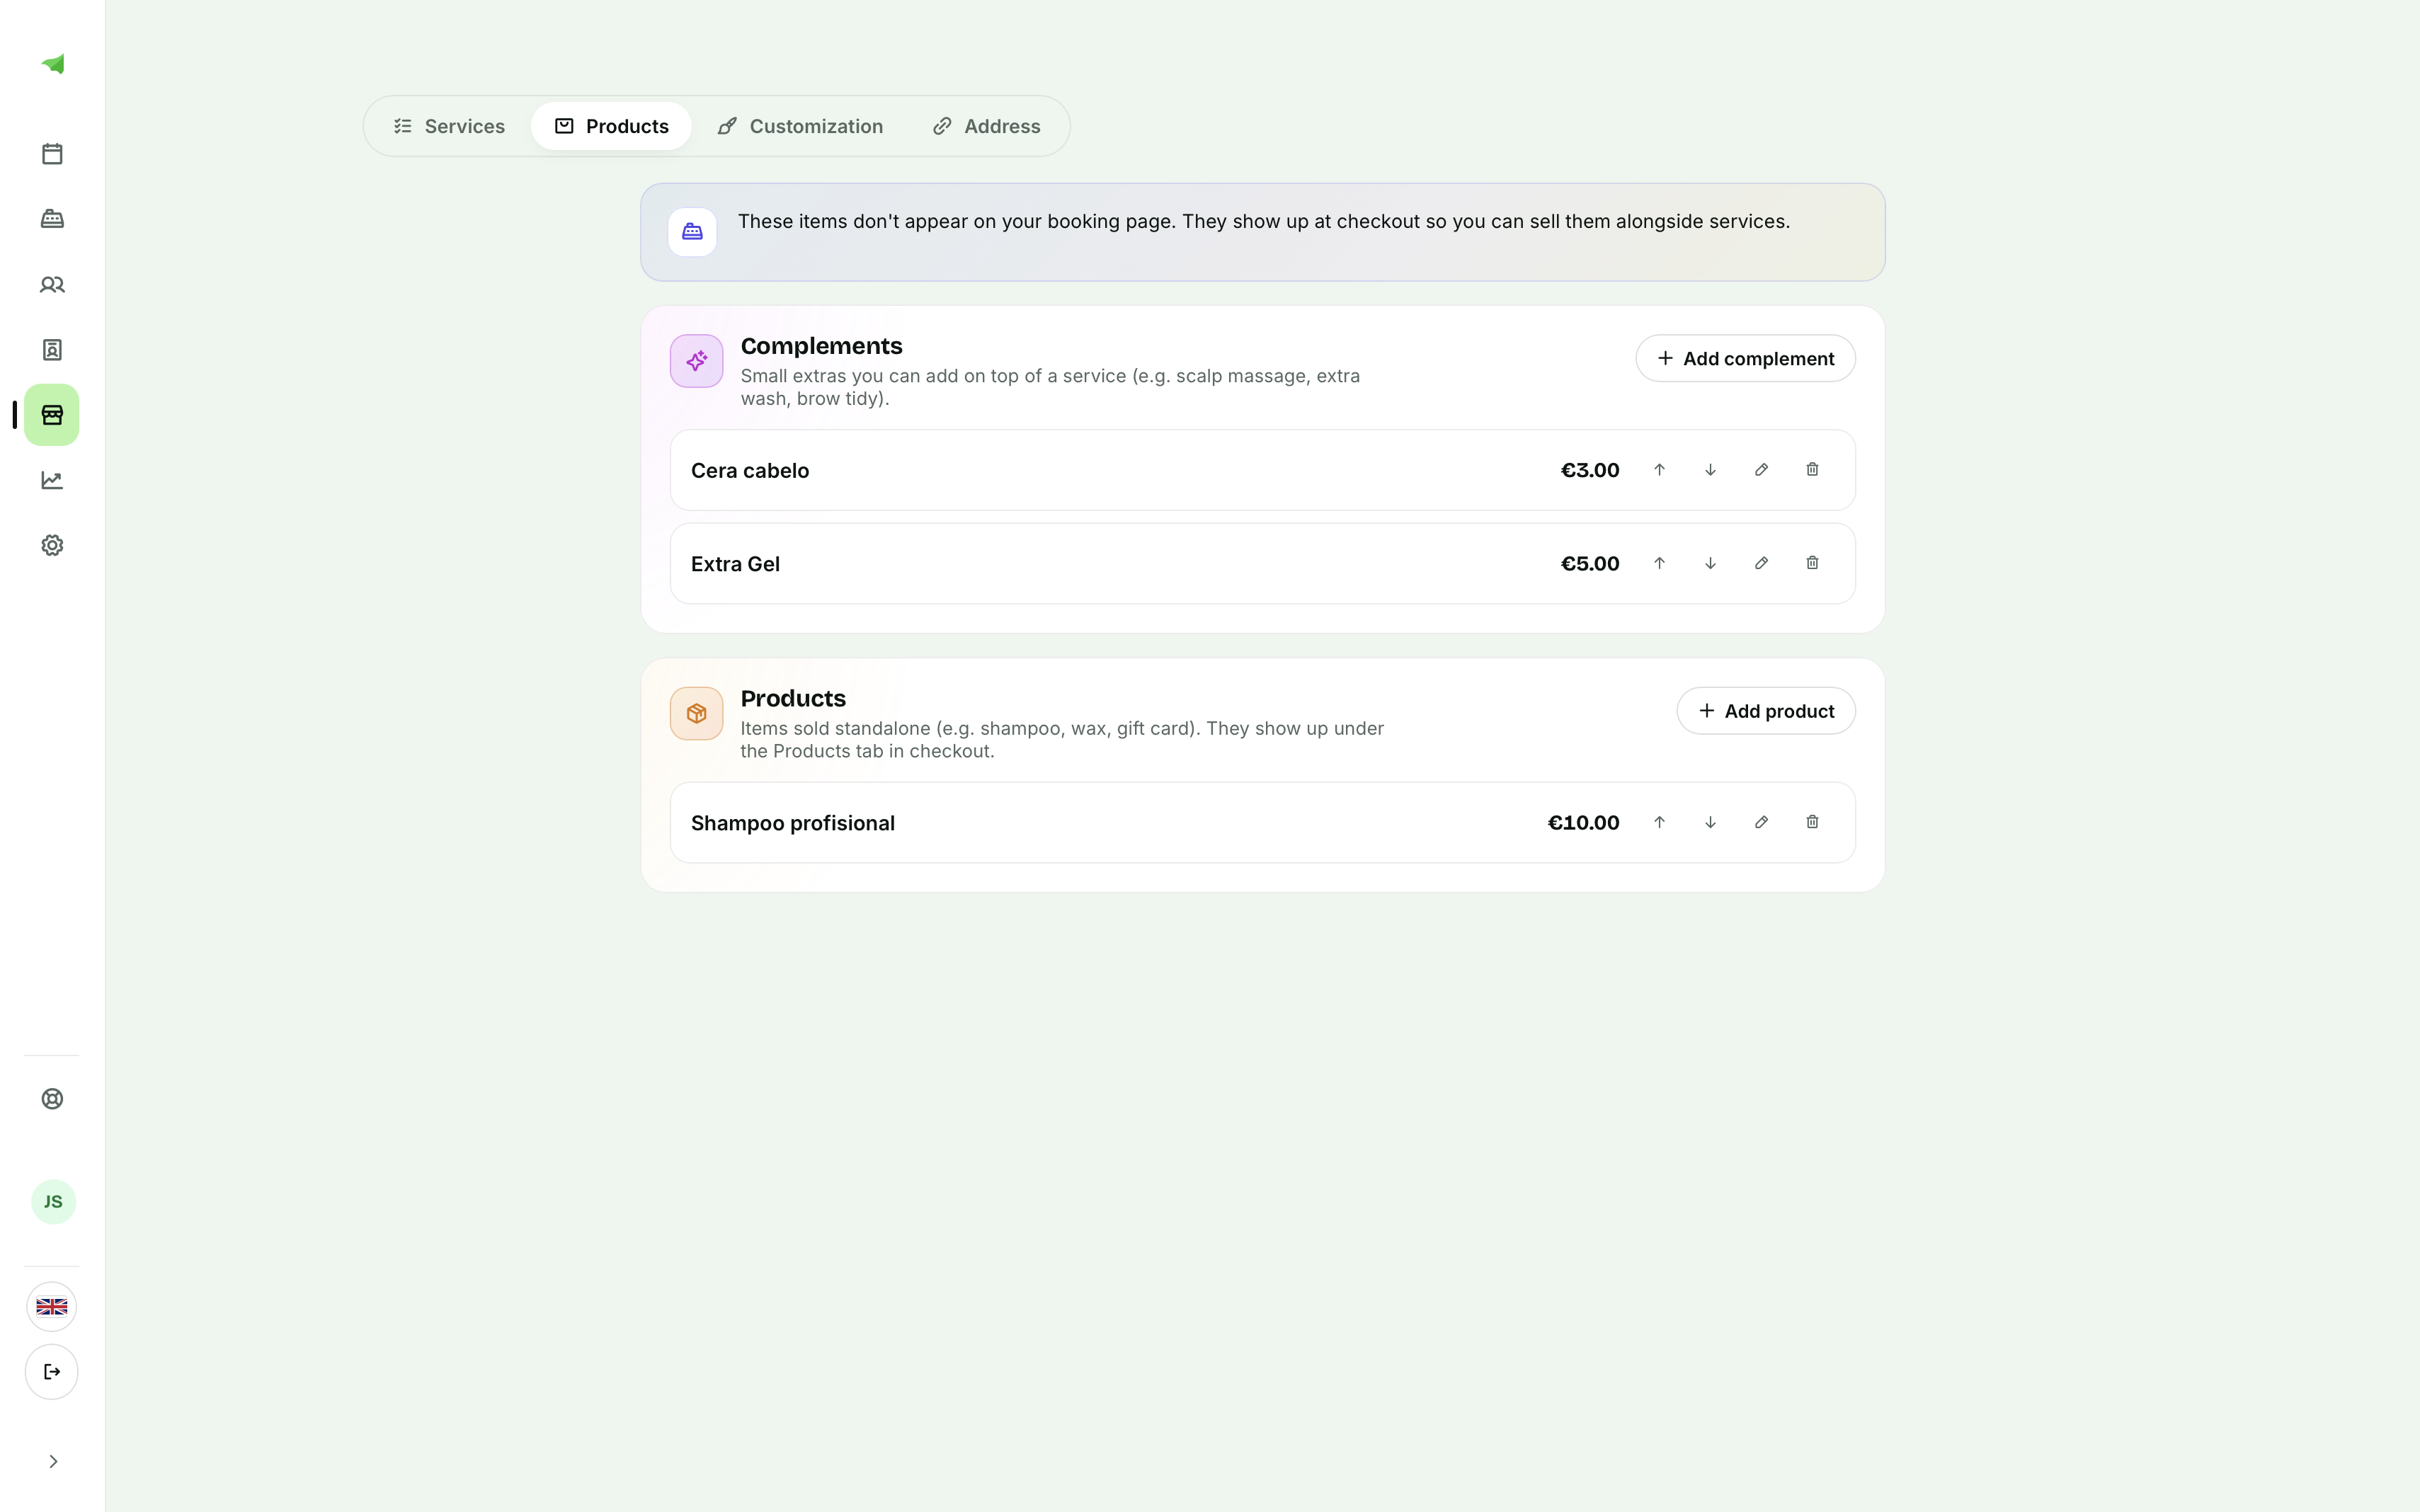 Services
Products
Customization
Address
These items don't appear on your booking page. They show up at checkout so you can sell them alongside services.
Complements
Small extras you can add on top of a service (e.g. scalp massage, extra
wash, brow tidy).
Add complement
Cera cabelo
€3.00
Extra Gel
€5.00
Products
Items sold standalone (e.g. shampoo, wax, gift card). They show up under
the Products tab in checkout.
Add product
Shampoo profisional
€10.00
JS